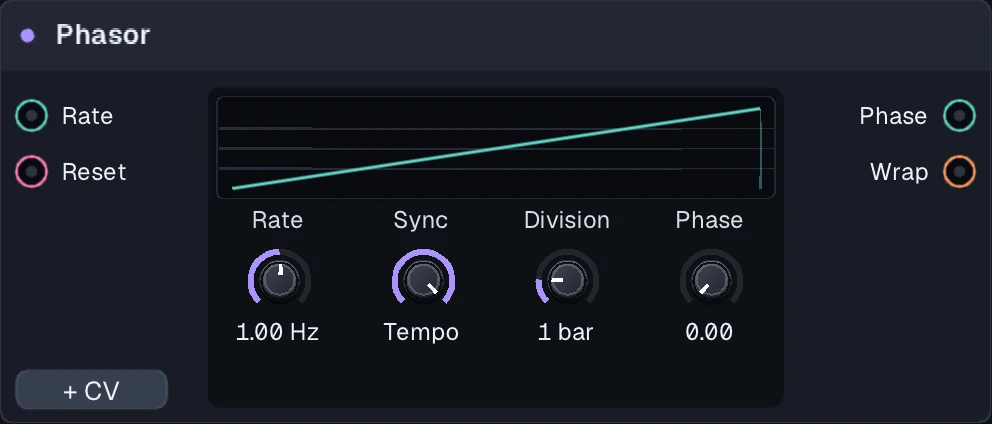 Phasor
Rate
Phase
Reset
Wrap
Rate Sync Division Phase
1.00 Hz Tempo 1 bar 0.00
+ CV